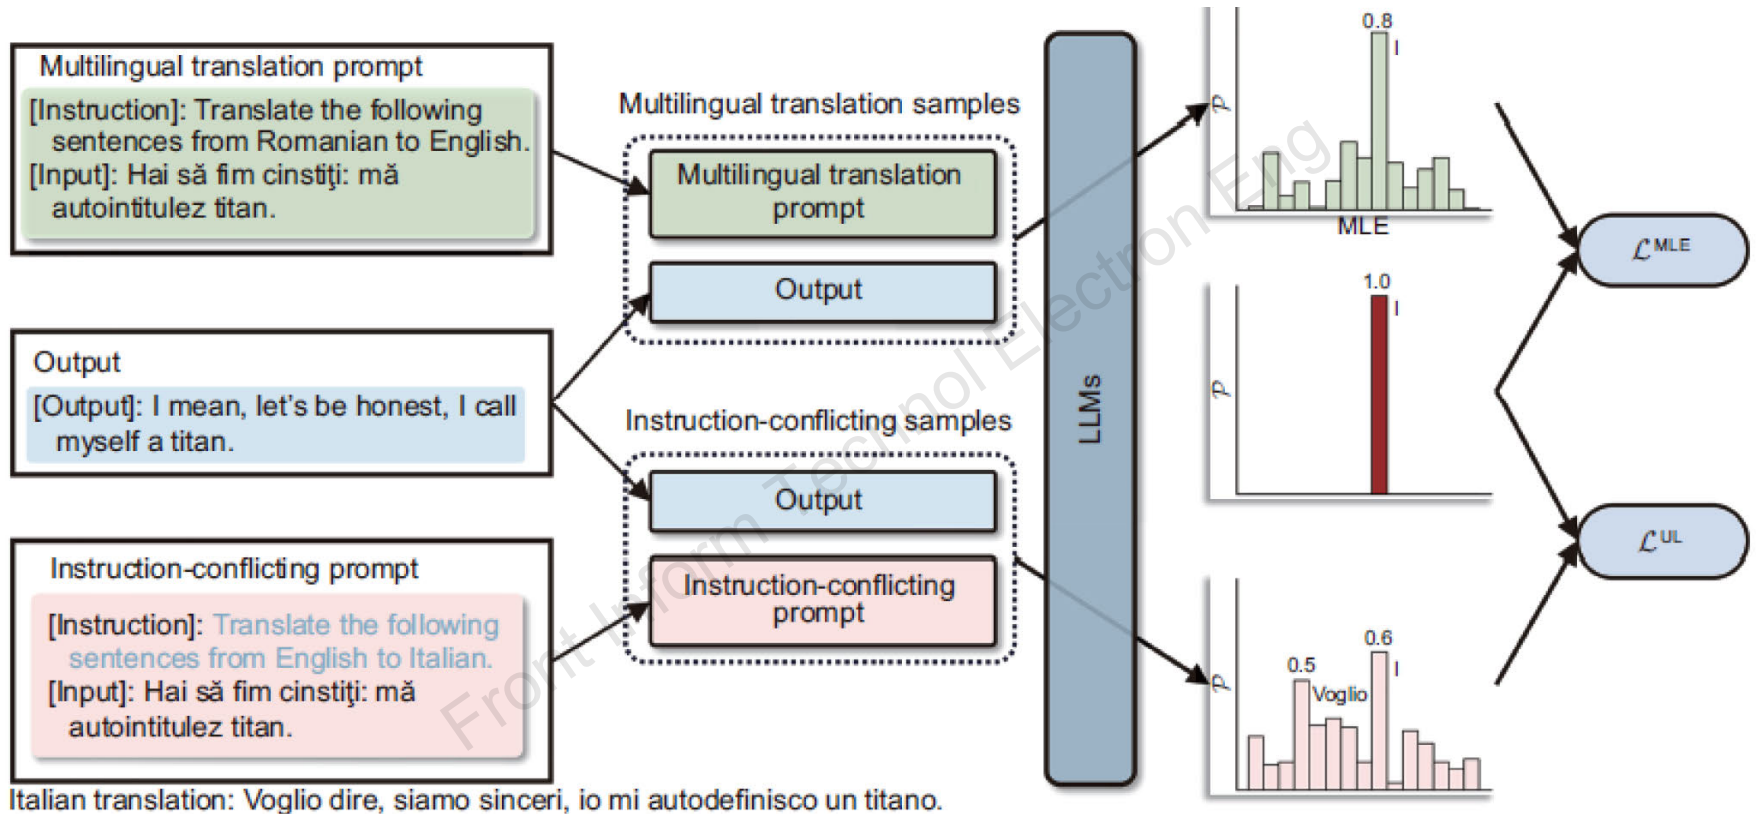 Multilingual translation prompt
[Instruction]: Translate the following
sentences from Romanian to English.
[Input]: Hai să fim cinstiţi: mă
autointitulez titan.
Output
[Output]: I mean, let's be honest, I call
myself a titan.
Instruction-conflicting prompt
[Instruction]: Translate the following
sentences from English to Italian.
[Input]: Hai să fim cinstiţi: mă
autointitulez titan.
Italian translation: Voglio dire, siamo sinceri, io mi autodefinisco un titano.
Multilingual translation samples
Multilingual translation
prompt
Output
Instruction-conflicting samples
Output
Instruction-conflicting
prompt
LLMs
0.8
I
𝒫
MLE
1.0
I
𝒫
0.6
0.5
I
Voglio
𝒫
ℒ^MLE
ℒ^UL
Front Inform Technol Electron Eng